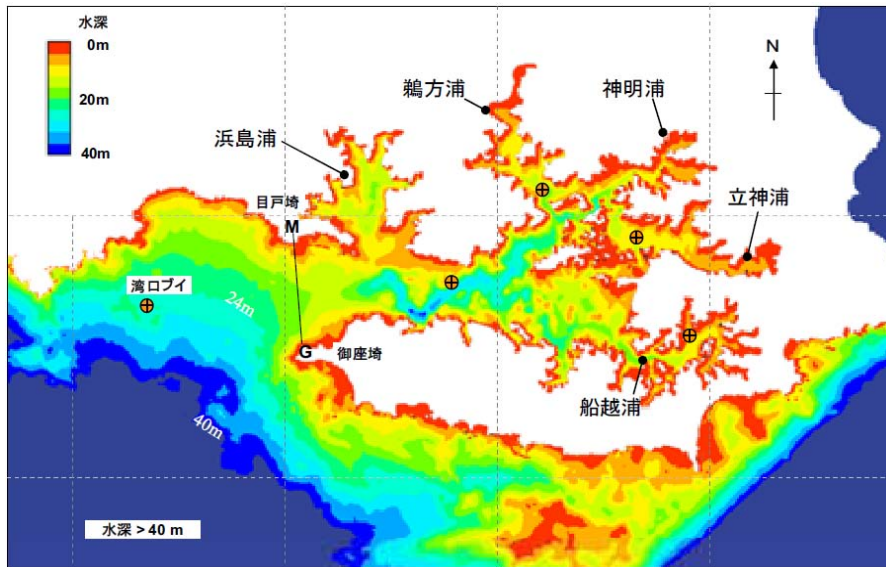 水深
0m
20m
40m
鵜方浦
神明浦
N
浜島浦
目戸埼
M
立神浦
湾口ブイ
24m
G
御座埼
船越浦
40m
水深 > 40 m